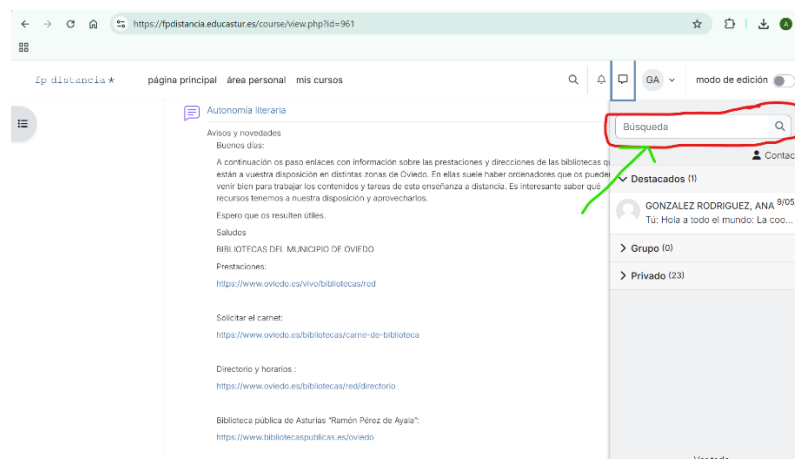 https://fpdistancia.educastur.es/course/view.php?id=961
A
fp distancia
página principal área personal mis cursos
GA
modo de edición
Autonomía literaria
Avisos y novedades
Buenos días:
A continuación os paso enlaces con información sobre las prestaciones y direcciones de las bibliotecas q
están a vuestra disposición en distintas zonas de Oviedo. En ellas suele haber ordenadores que os puede
venir bien para trabajar los contenidos y tareas de esta enseñanza a distancia. Es interesante saber qué
recursos tenemos a nuestra disposición y aprovecharlos.
Espero que os resulten útiles.
Saludos
BIBLIOTECAS DEL MUNICIPIO DE OVIEDO
Prestaciones:
https://www.oviedo.es/vive/bibliotecas/red
Solicitar el carnet:
https://www.oviedo.es/bibliotecas/carne-de-biblioteca
Directorio y horarios :
https://www.oviedo.es/bibliotecas/red/directorio
Biblioteca pública de Asturias "Ramón Pérez de Ayala":
https://www.bibliotecaspublicas.es/oviedo
Búsqueda
Contac
Destacados (1)
GONZALEZ RODRIGUEZ, ANA 9/05
Tú: Hola a todo el mundo: La coo...
Grupo (0)
Privado (23)